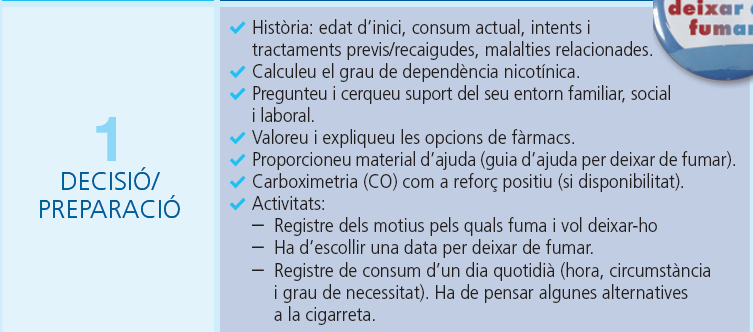 deixar
fumar
1
DECISIÓ/
PREPARACIÓ
Història: edat d’inici, consum actual, intents i
tractaments previs/recaigudes, malalties relacionades.
Calculeu el grau de dependència nicotínica.
Pregunteu i cerqueu suport del seu entorn familiar, social
i laboral.
Valoreu i expliqueu les opcions de fàrmacs.
Proporcioneu material d’ajuda (guia d’ajuda per deixar de fumar).
Carboximetria (CO) com a reforç positiu (si disponibilitat).
Activitats:
– Registre dels motius pels quals fuma i vol deixar-ho
– Ha d’escollir una data per deixar de fumar.
– Registre de consum d’un dia quotidià (hora, circumstància
i grau de necessitat). Ha de pensar algunes alternatives
a la cigarreta.